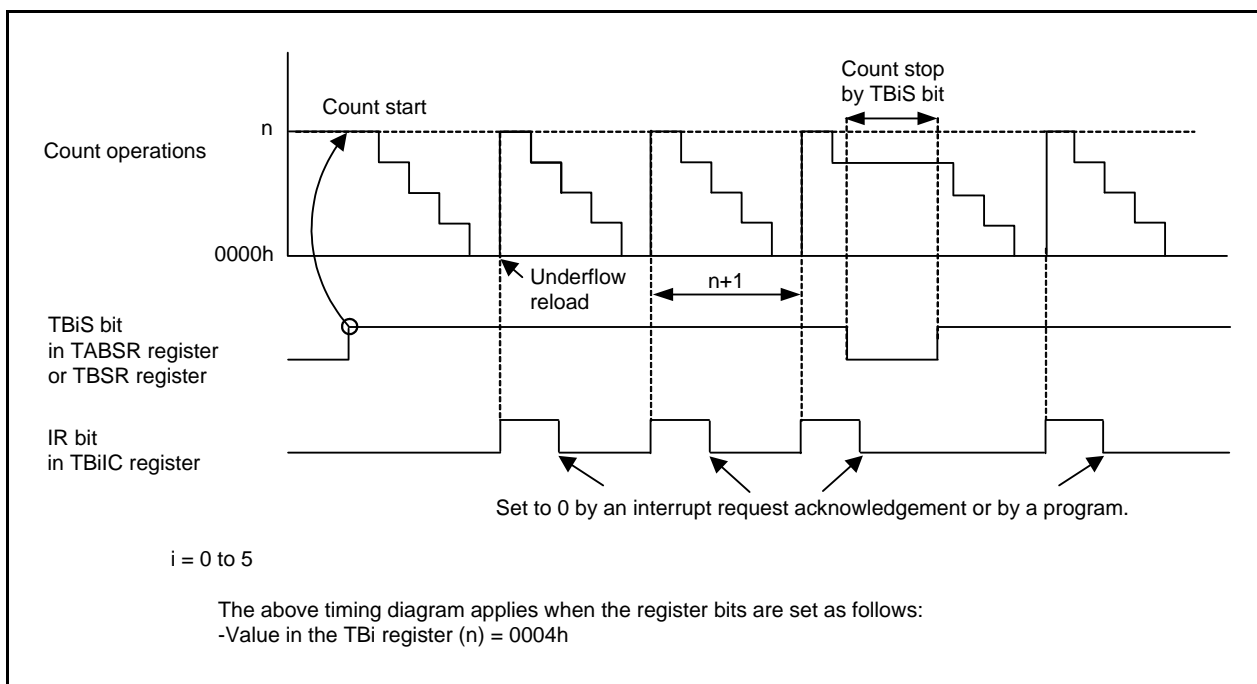 Count stop
by TBiS bit
Count start
n
Count operations
0000h
Underflow
reload
n+1
TBiS bit
in TABSR register
or TBSR register
IR bit
in TBiIC register
Set to 0 by an interrupt request acknowledgement or by a program.
i = 0 to 5
The above timing diagram applies when the register bits are set as follows:
-Value in the TBi register (n) = 0004h